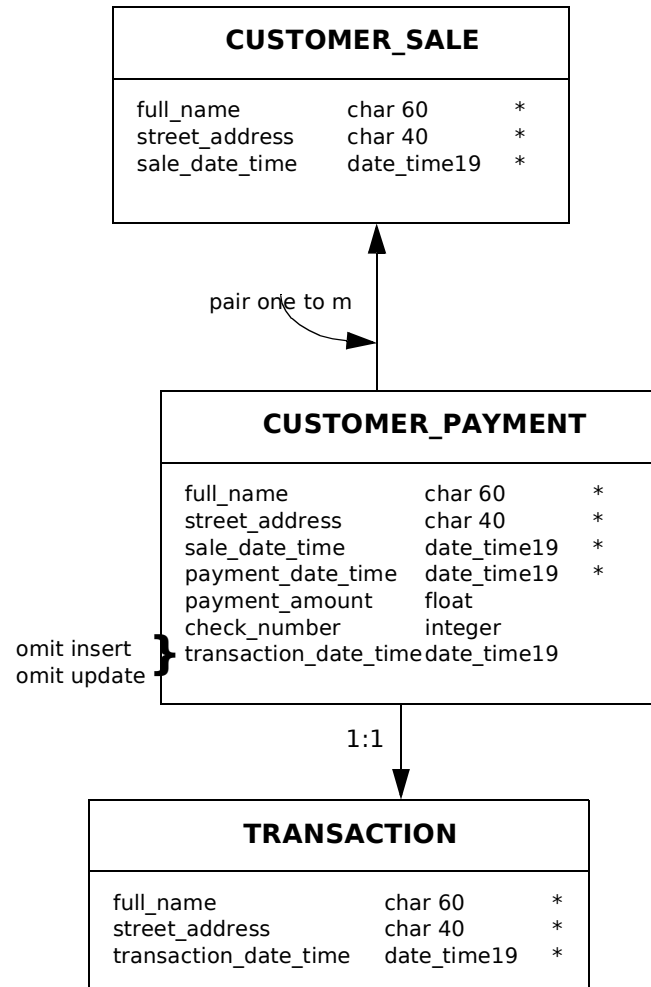 CUSTOMER_SALE
full_name char 60 *
street_address char 40 *
sale_date_time date_time19 *
pair one to m
CUSTOMER_PAYMENT
full_name char 60 *
street_address char 40 *
sale_date_time date_time19 *
payment_date_time date_time19 *
payment_amount float
check_number integer
omit insert
omit update
} transaction_date_time date_time19
1:1
TRANSACTION
full_name char 60 *
street_address char 40 *
transaction_date_time date_time19 *